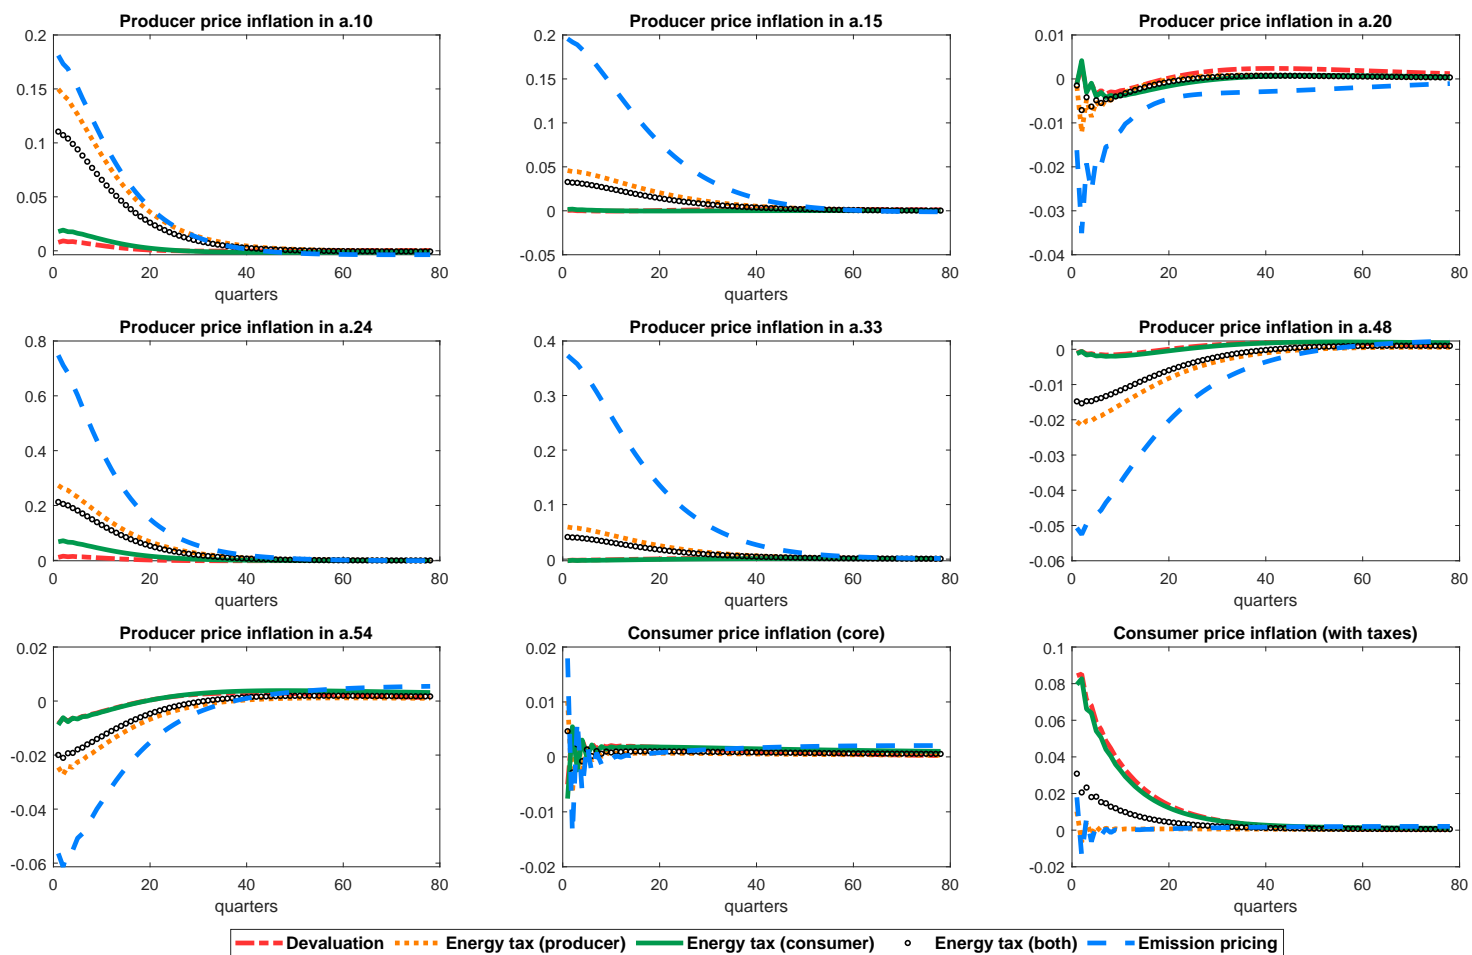 Producer price inflation in a.10
0.2
0.15
0.1
0.05
0
0 20 40 60 80
quarters
Producer price inflation in a.15
0.2
0.15
0.1
0.05
0
-0.05
0 20 40 60 80
quarters
Producer price inflation in a.20
0.01
0
-0.01
-0.02
-0.03
-0.04
0 20 40 60 80
quarters
Producer price inflation in a.24
0.8
0.6
0.4
0.2
0
0 20 40 60 80
quarters
Producer price inflation in a.33
0.4
0.3
0.2
0.1
0
0 20 40 60 80
quarters
Producer price inflation in a.48
0
-0.01
-0.02
-0.03
-0.04
-0.05
-0.06
0 20 40 60 80
quarters
Producer price inflation in a.54
0.02
0
-0.02
-0.04
-0.06
0 20 40 60 80
quarters
Consumer price inflation (core)
0.02
0.01
0
-0.01
-0.02
0 20 40 60 80
quarters
Consumer price inflation (with taxes)
0.1
0.08
0.06
0.04
0.02
0
-0.02
0 20 40 60 80
quarters
Devaluation Energy tax (producer) Energy tax (consumer) Energy tax (both) Emission pricing